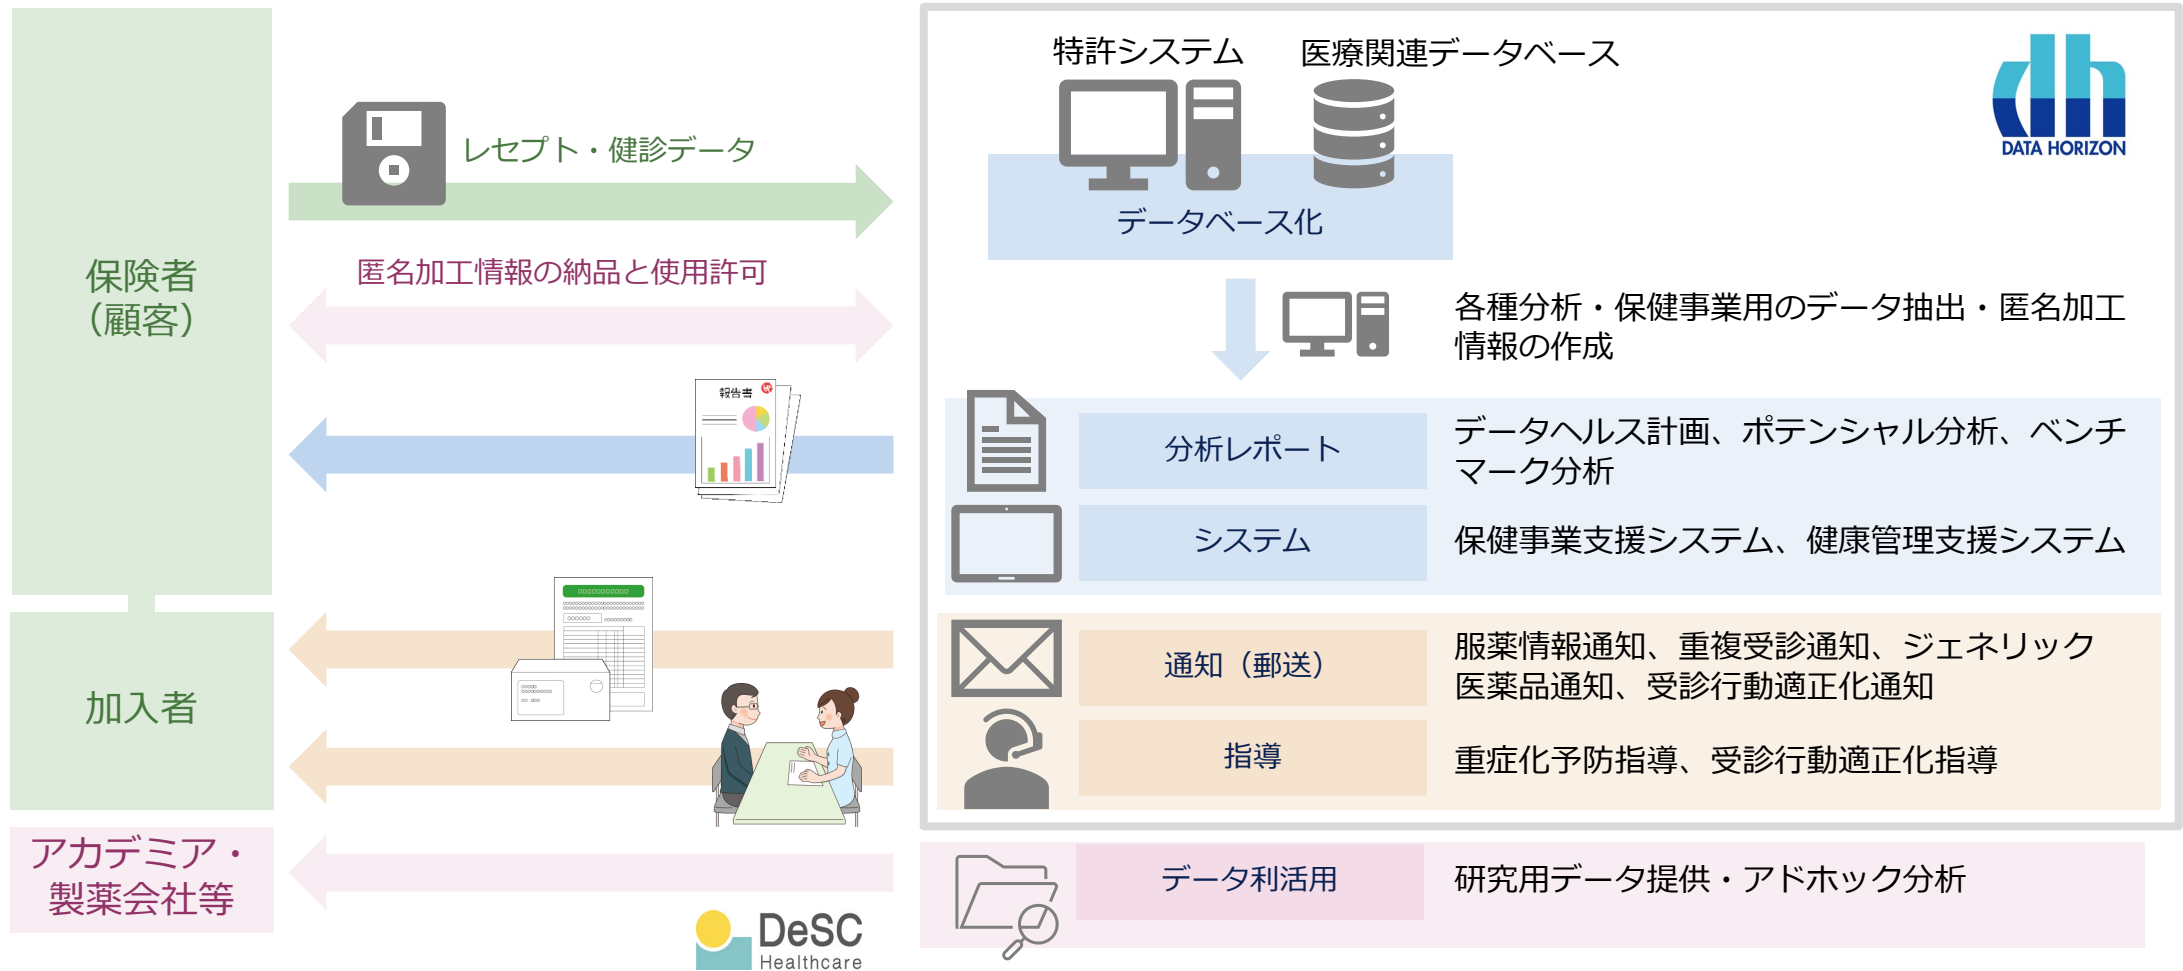 保険者
（顧客）
加入者
アカデミア・
製薬会社等
レセプト・健診データ
匿名加工情報の納品と使用許可
報告書
DeSC
Healthcare
特許システム
医療関連データベース
DATA HORIZON
データベース化
各種分析・保健事業用のデータ抽出・匿名加工
情報の作成
分析レポート
データヘルス計画、ポテンシャル分析、ベンチ
マーク分析
システム
保健事業支援システム、健康管理支援システム
通知（郵送）
服薬情報通知、重複受診通知、ジェネリック
医薬品通知、受診行動適正化通知
指導
重症化予防指導、受診行動適正化指導
データ利活用
研究用データ提供・アドホック分析